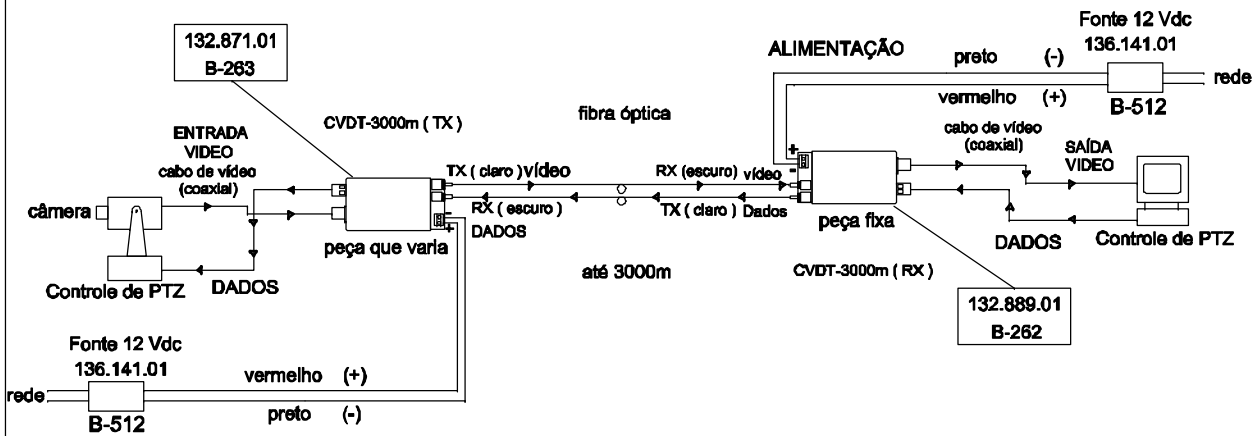 132.871.01
B-263
ALIMENTAÇÃO
Fonte 12 Vdc
136.141.01
preto (-)
rede
vermelho (+)
B-512
fibra óptica
CVDT-3000m ( TX )
ENTRADA
VIDEO
cabo de vídeo
(coaxial)
cabo de vídeo
(coaxial)
SAÍDA
VIDEO
+
-
TX ( claro ) vídeo
RX (escuro) vídeo
câmera
RX ( escuro )
TX (claro) Dados
DADOS
-
+
peça que varia
peça fixa
DADOS
Controle de PTZ
até 3000m
CVDT-3000m ( RX )
Controle de PTZ
DADOS
132.889.01
B-262
Fonte 12 Vdc
136.141.01
vermelho (+)
rede
preto (-)
B-512